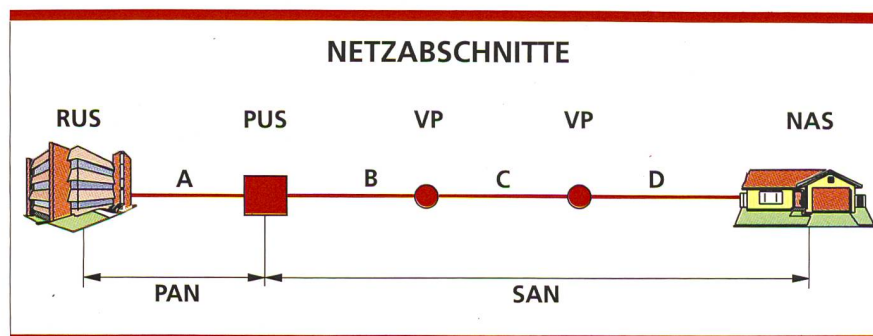 NETZABSCHNITTE
RUS PUS VP VP NAS
A B C D
PAN SAN